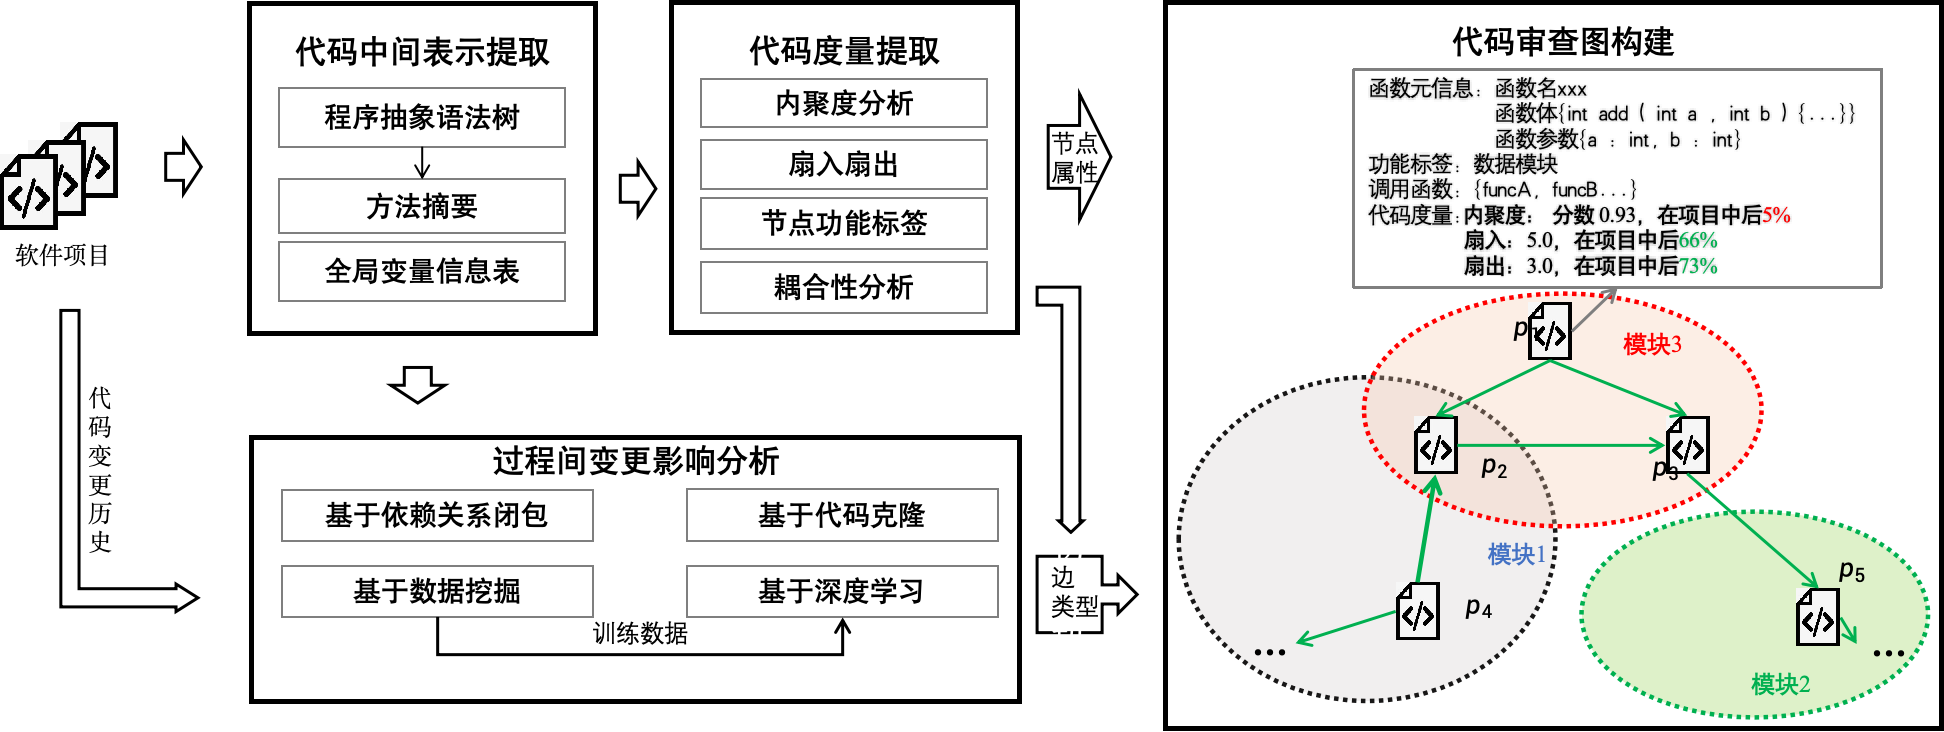 软件项目
代码变更历史
代码中间表示提取
程序抽象语法树
方法摘要
全局变量信息表
代码度量提取
内聚度分析
扇入扇出
节点功能标签
耦合性分析
过程间变更影响分析
基于依赖关系闭包
基于代码克隆
基于数据挖掘
基于深度学习
训练数据
节点
属性
边
类型
代码审查图构建
函数元信息：函数名xxx
函数体{int add ( int a , int b ) {...}}
函数参数{a : int, b : int}
功能标签：数据模块
调用函数：{funcA, funcB...}
代码度量：内聚度： 分数 0.93，在项目中后5%
扇入：5.0，在项目中后66%
扇出：3.0，在项目中后73%
p1
模块3
p2
p3
模块1
p4
p5
...
...
模块2